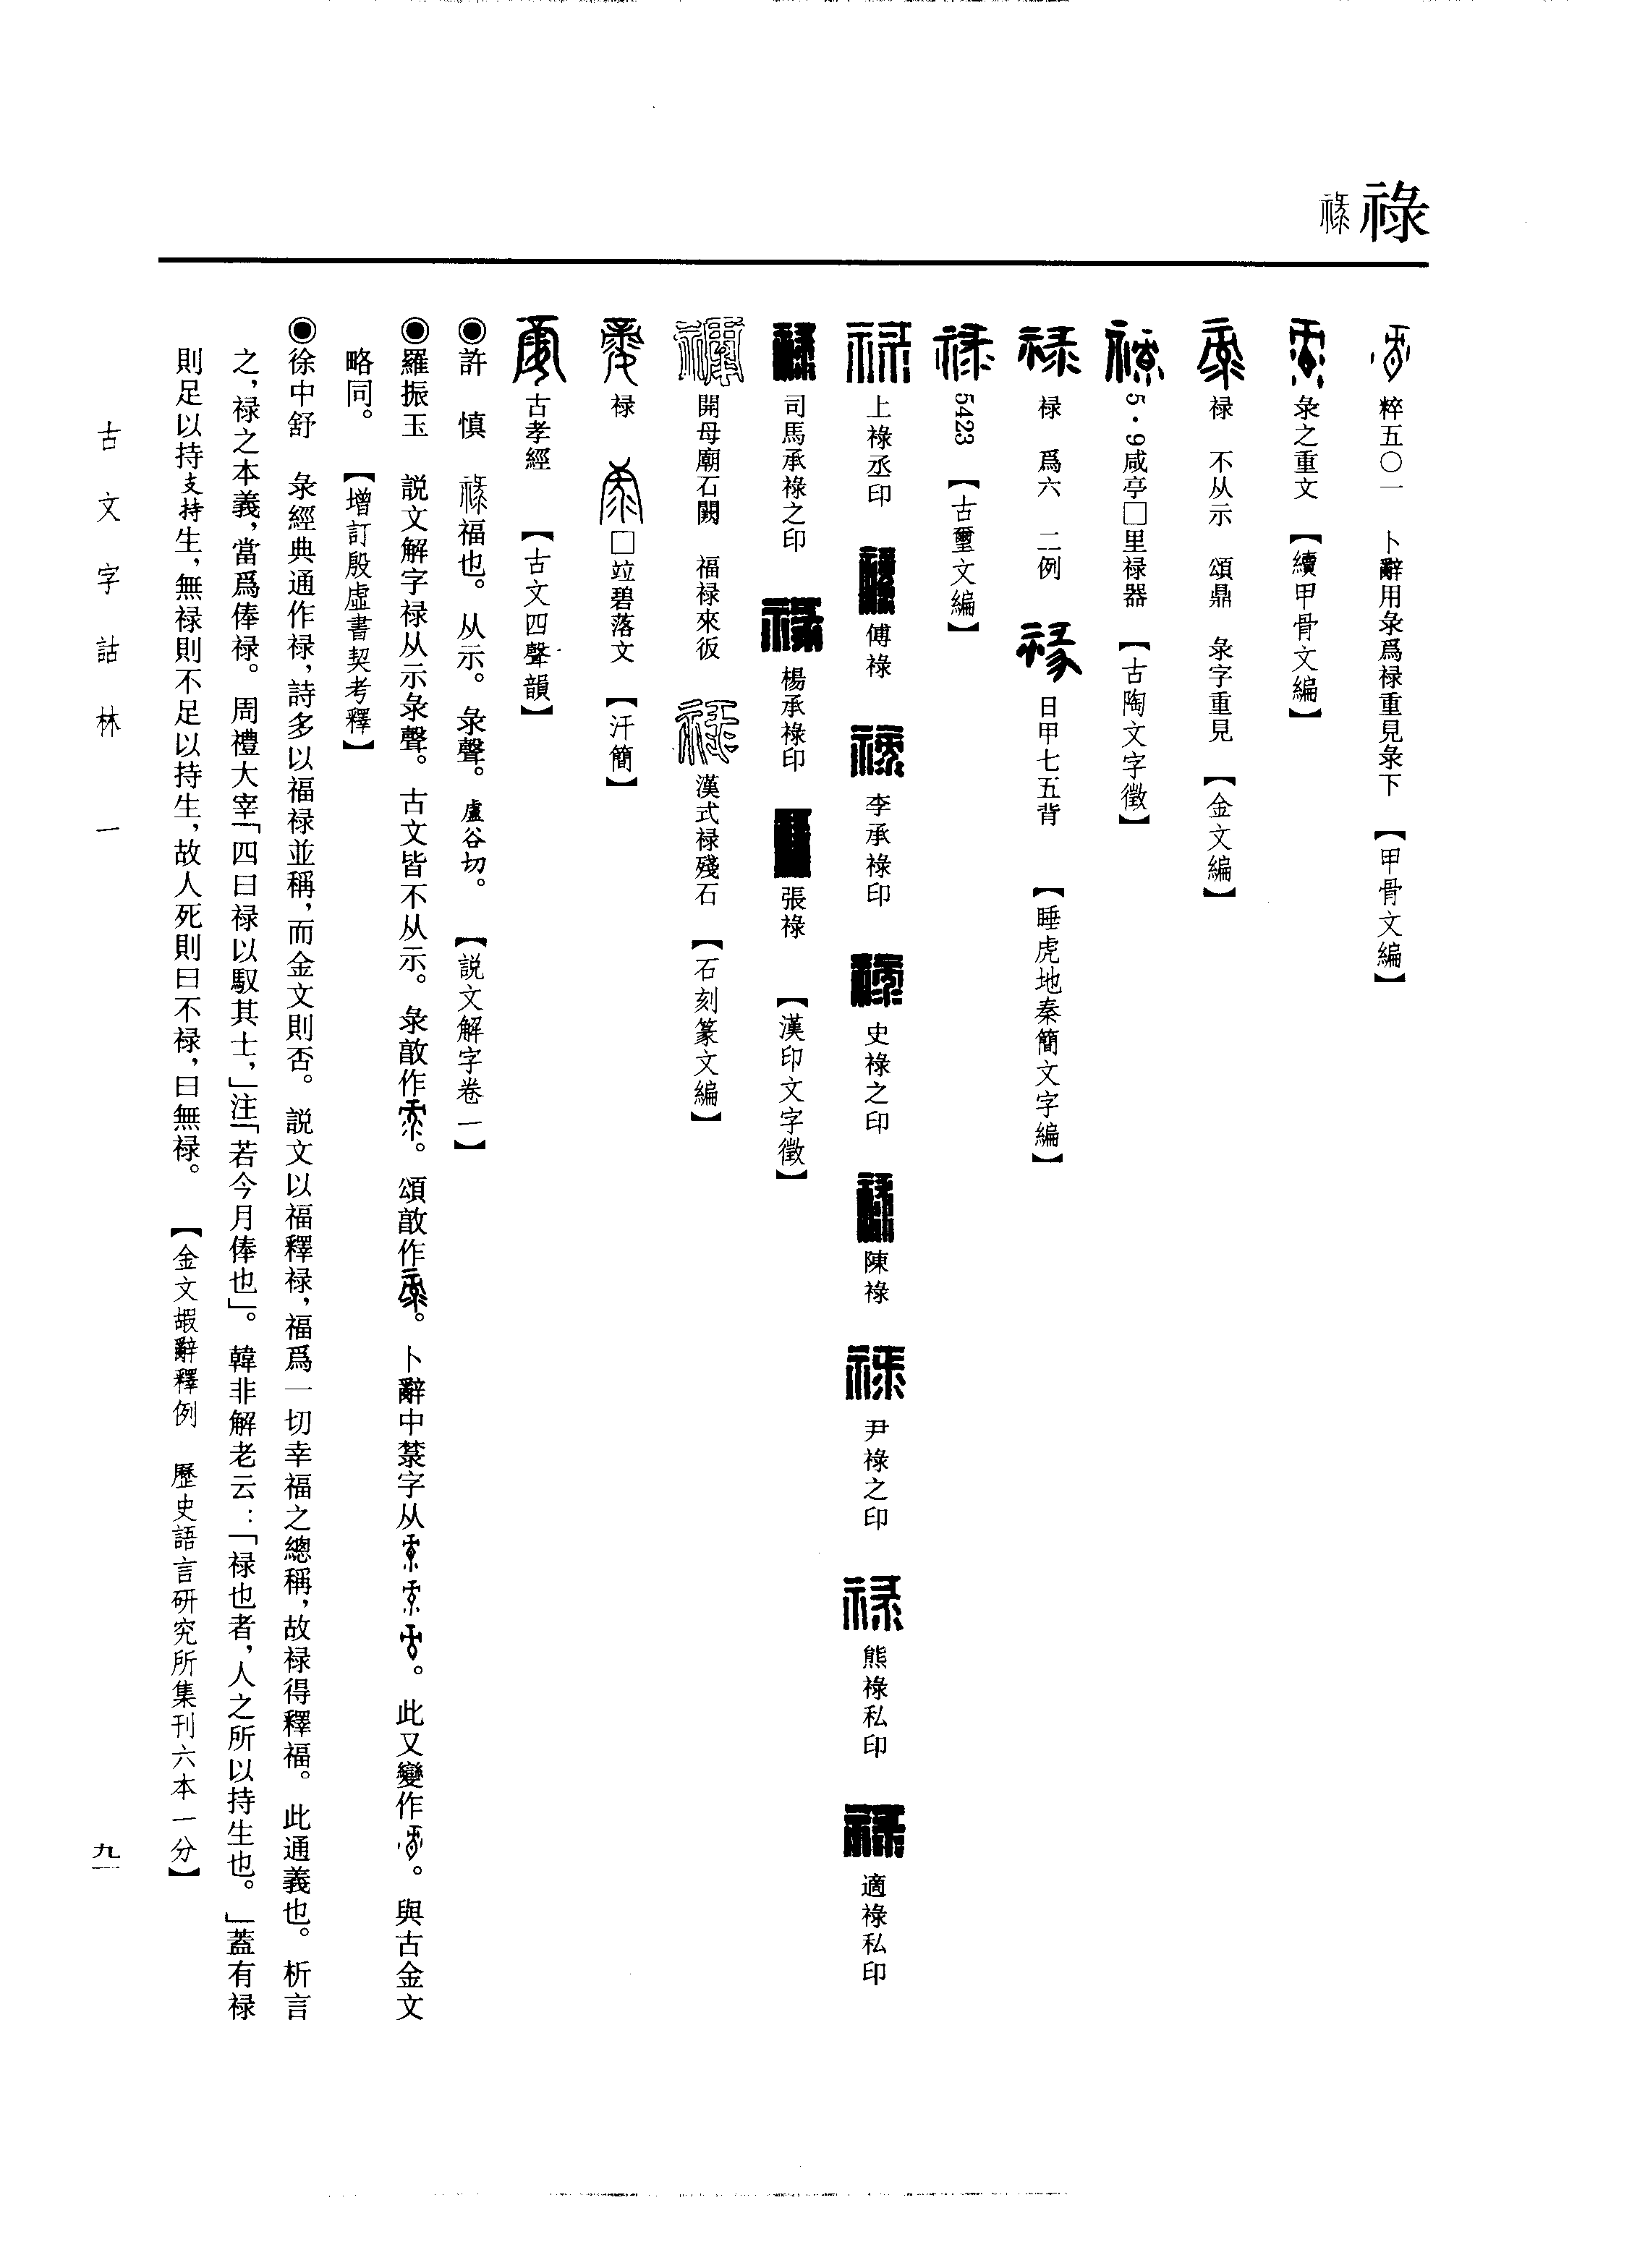 祿
粹五〇一　卜辭用彔爲禄重見彔下　【甲骨文編】
彔之重文　【續甲骨文編】
禄　不从示　頌鼎　彔字重見　【金文編】
5·9咸亭□里禄器　【古陶文字徵】
禄　爲六　二例　日甲七五背　【睡虎地秦簡文字編】
5423　【古璽文編】
上祿丞印　傅祿　李承祿印　史祿之印　陳祿　尹祿之印　熊祿私印　適祿私印
司馬承祿之印　楊承祿印　張祿　【漢印文字徵】
開母廟石闕　福禄來彶　漢式禄殘石　【石刻篆文編】
禄　□竝碧落文　【汗簡】
古孝經　【古文四聲韻】
◉許　慎　福也。从示。彔聲。盧谷切。　【説文解字卷一】
◉羅振玉　説文解字禄从示彔聲。古文皆不从示。彔㪤作。頌㪤作。卜辭中䘵字从。此又變作。與古金文
略同。　【增訂殷虛書契考釋】
◉徐中舒　彔經典通作禄，詩多以福禄並稱，而金文則否。説文以福釋禄，福爲一切幸福之總稱，故禄得釋福。此通義也。析言
之，禄之本義，當爲俸禄。周禮大宰「四曰禄以馭其士，」注「若今月俸也」。韓非解老云：「禄也者，人之所以持生也。」蓋有禄
則足以持支持生，無禄則不足以持生，故人死則曰不禄，曰無禄。　【金文嘏辭釋例　歷史語言研究所集刊六本一分】
古文字詁林　一
九一